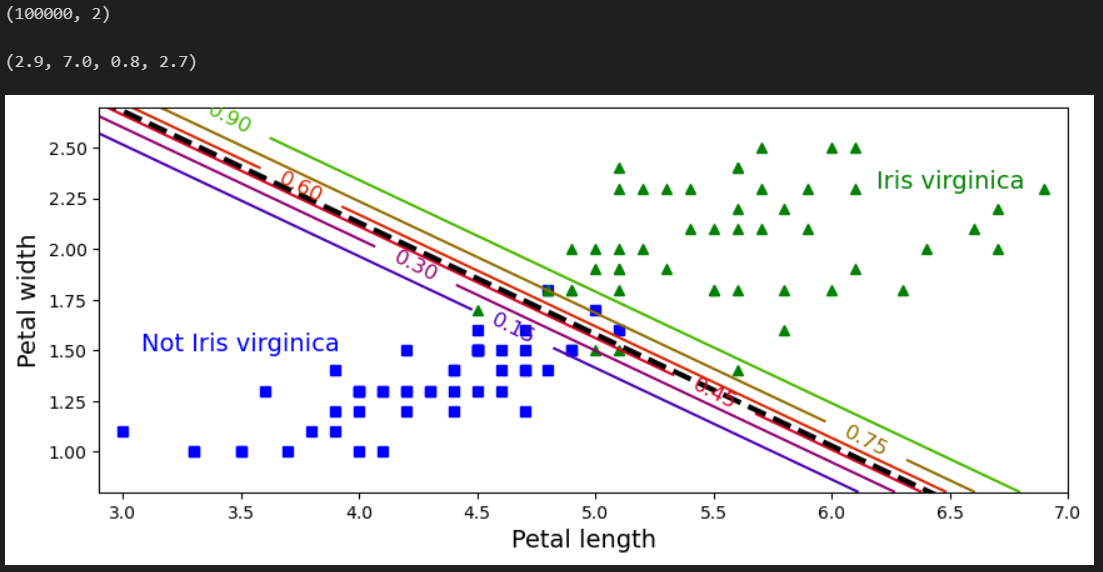 (100000, 2)
(2.9, 7.0, 0.8, 2.7)
0.90
2.50
Iris virginica
0.60
2.25
2.00
0.30
1.75
Petal width
Not Iris virginica
0.15
1.50
0.45
1.25
0.75
1.00
3.0 3.5 4.0 4.5 5.0 5.5 6.0 6.5 7.0
Petal length